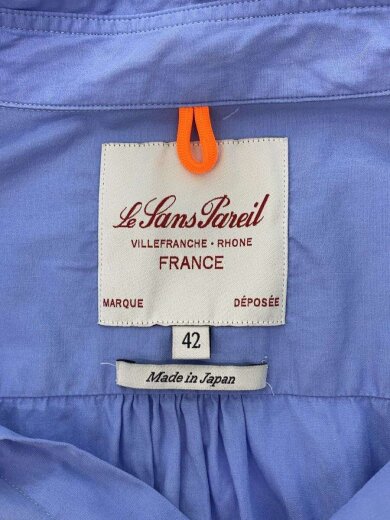 Le Sans Pareil
VILLEFRANCHE • RHONE
FRANCE
MARQUE DÉPOSÉE
42
Made in Japan